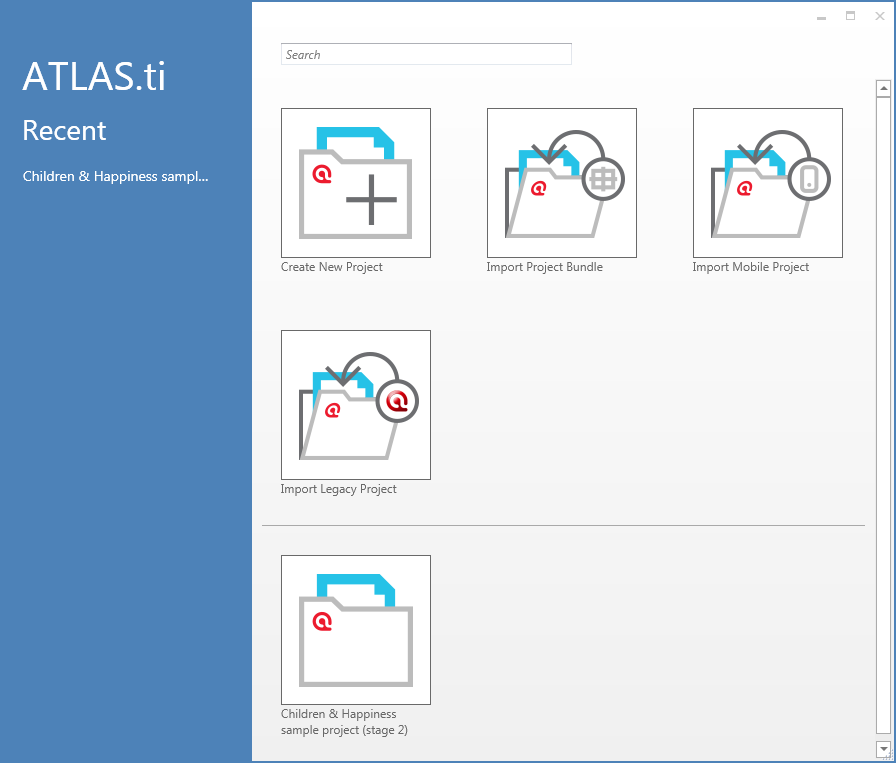 ATLAS.ti
Recent
Children & Happiness sampl...
Search
Create New Project
Import Project Bundle
Import Mobile Project
Import Legacy Project
Children & Happiness
sample project (stage 2)